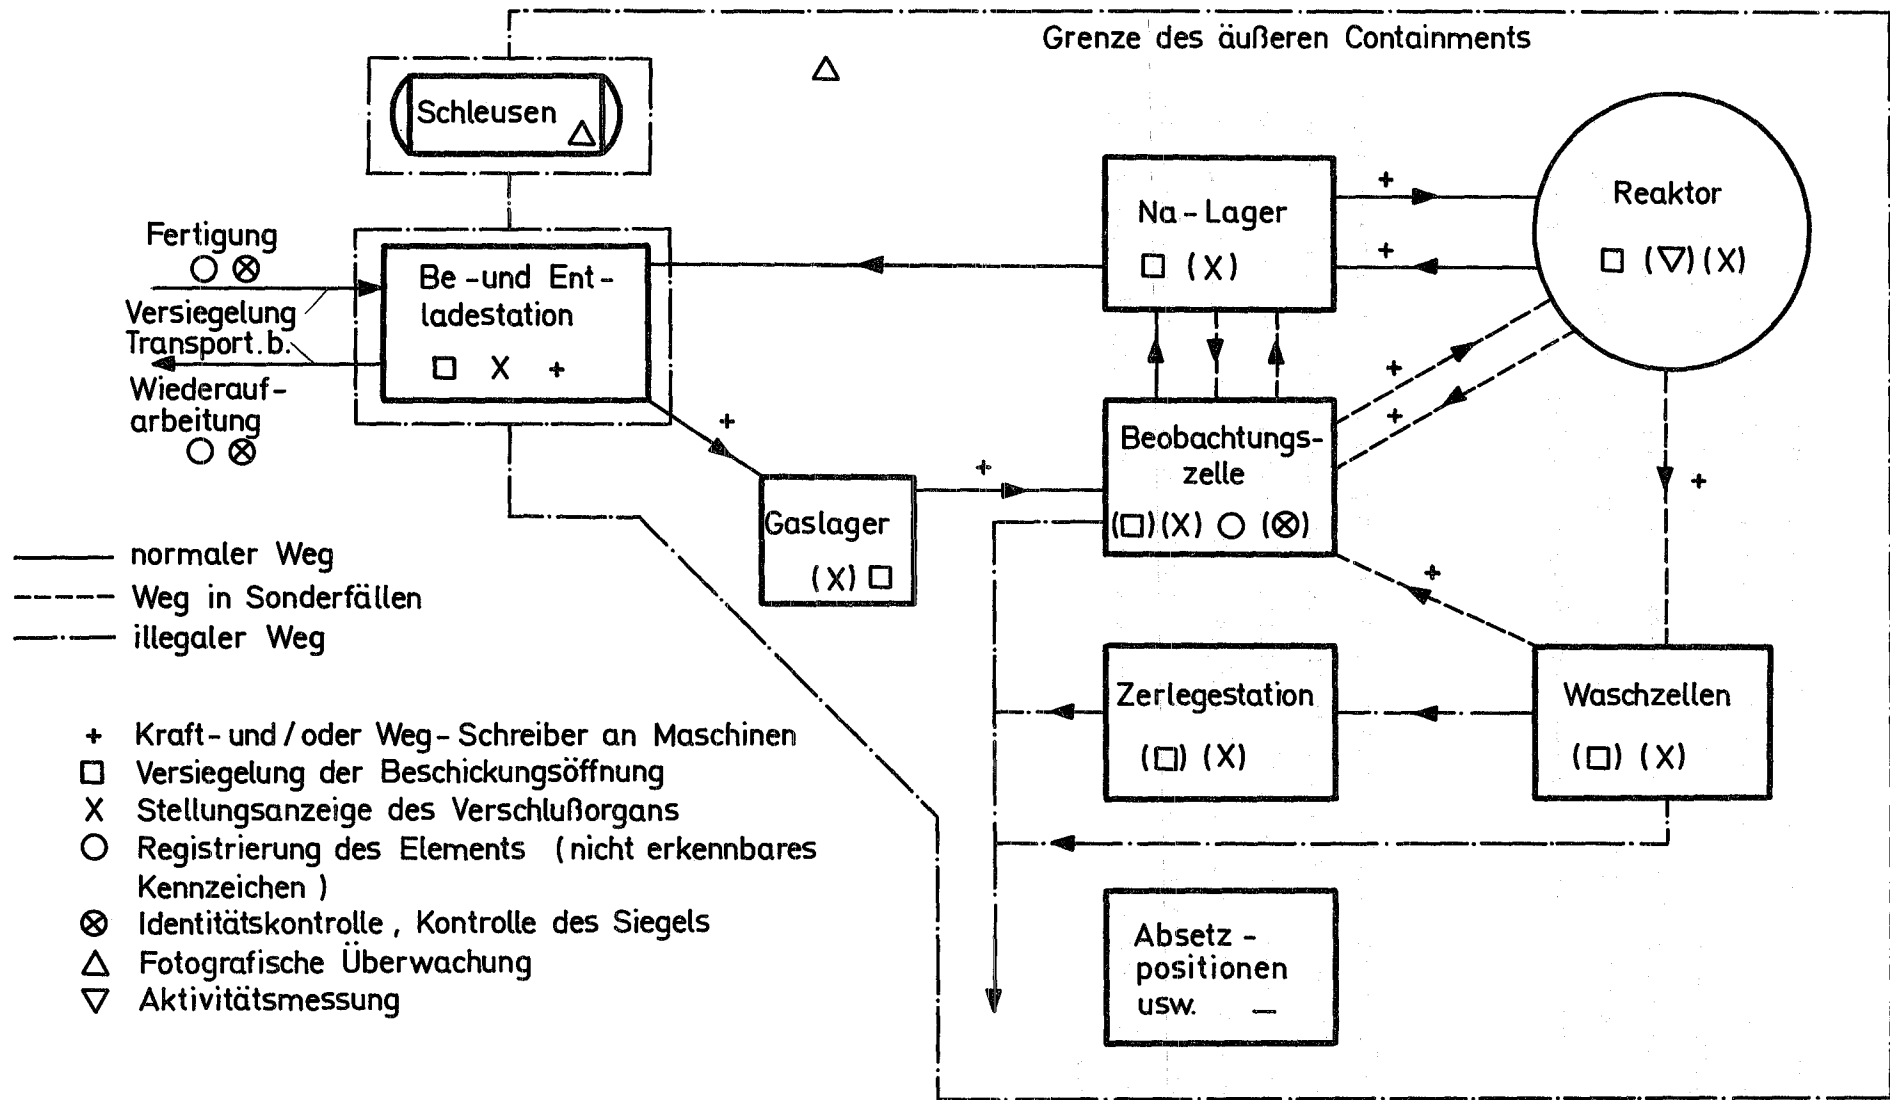 Grenze des äußeren Containments
Schleusen
Fertigung
Versiegelung
Transport.b.
Wiederauf-
arbeitung
Be-und Ent-
ladestation
X +
+
Gaslager
(X)
+
Na-Lager
(X)
+
+
Reaktor
(X)
Beobachtungs-
zelle
(X)
+
+
+
+
Zerlegestation
(X)
Waschzellen
(X)
Absetz-
positionen
usw. —
normaler Weg
Weg in Sonderfällen
illegaler Weg
+ Kraft-und/oder Weg-Schreiber an Maschinen
Versiegelung der Beschickungsöffnung
X Stellungsanzeige des Verschlußorgans
Registrierung des Elements (nicht erkennbares
Kennzeichen)
Identitätskontrolle, Kontrolle des Siegels
Fotografische Überwachung
Aktivitätsmessung